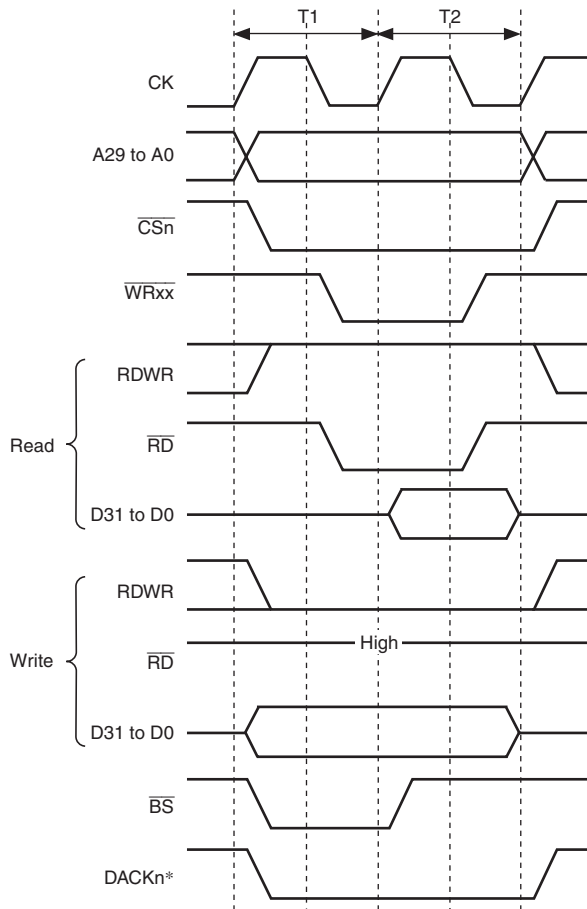 T1 T2
CK
A29 to A0
CSn
WRxx
RDWR
Read
RD
D31 to D0
RDWR
High
Write
RD
D31 to D0
BS
DACKn*